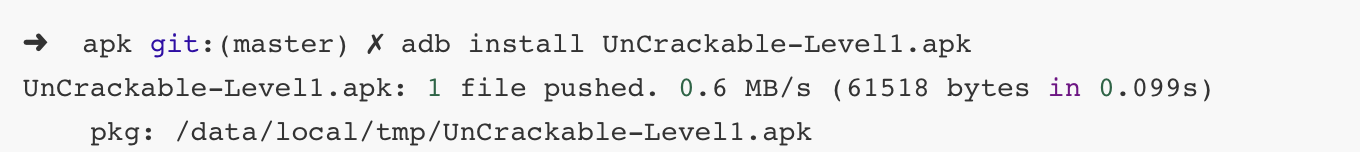 ➜  apk git:(master) ✗ adb install UnCrackable-Level1.apk
UnCrackable-Level1.apk: 1 file pushed. 0.6 MB/s (61518 bytes in 0.099s)
    pkg: /data/local/tmp/UnCrackable-Level1.apk